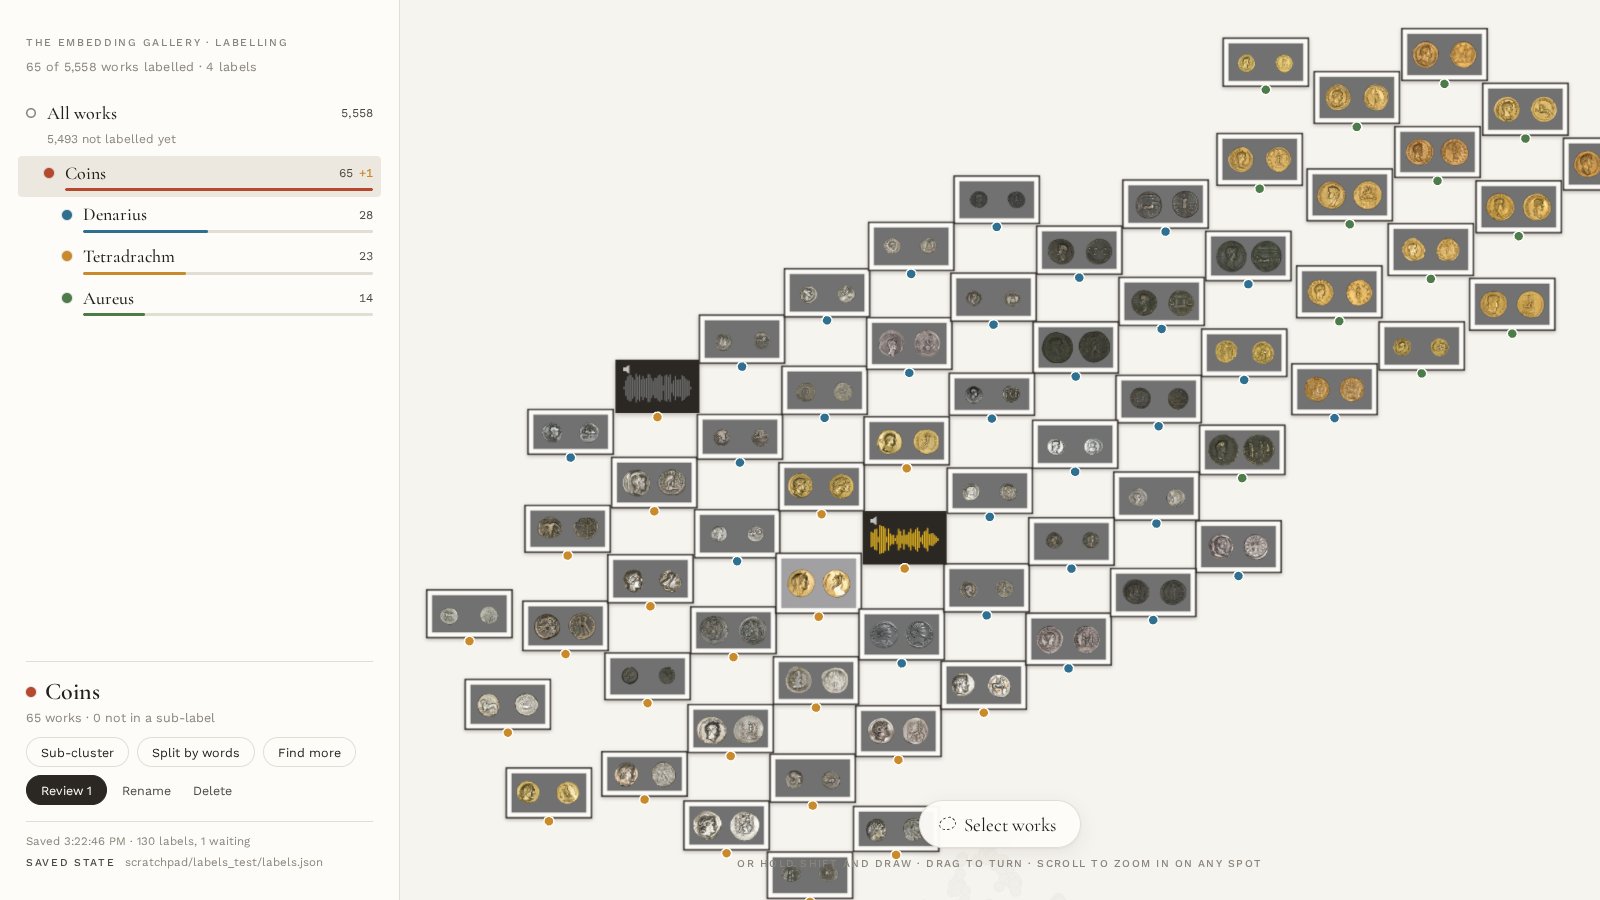 THE EMBEDDING GALLERY · LABELLING
65 of 5,558 works labelled · 4 labels
All works 5,558
5,493 not labelled yet
Coins 65 +1
Denarius 28
Tetradrachm 23
Aureus 14
Coins
65 works · 0 not in a sub-label
Sub-cluster Split by words Find more
Review 1 Rename Delete
Saved 3:22:46 PM · 130 labels, 1 waiting
SAVED STATE scratchpad/labels_test/labels.json
Select works
OR HOLD SHIFT AND DRAW · DRAG TO TURN · SCROLL TO ZOOM IN ON ANY SPOT